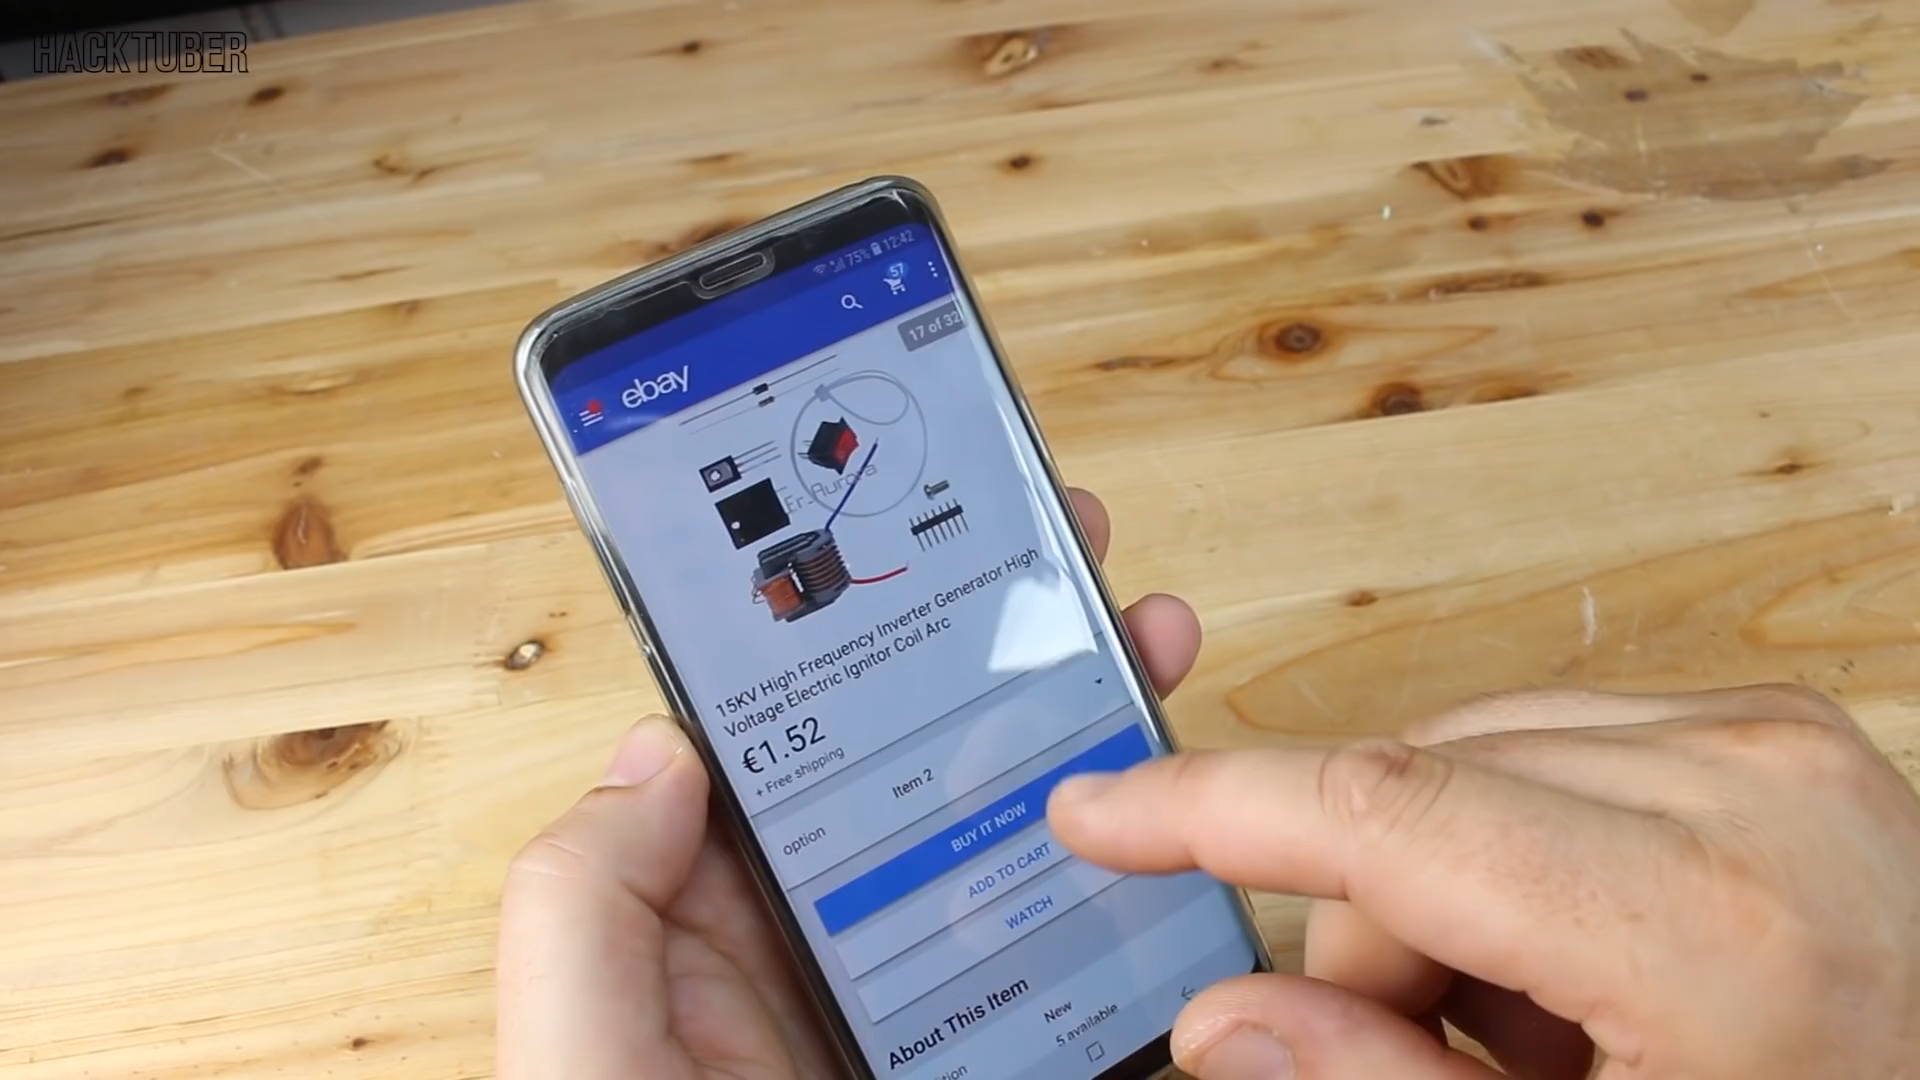 HACKTUBER
75% 12:42
57
ebay
17 of 32
Er-Aurora
15KV High Frequency Inverter Generator High
Voltage Electric Ignitor Coil Arc
€1.52
+ Free shipping
option
Item 2
BUY IT NOW
ADD TO CART
WATCH
About This Item
New
5 available